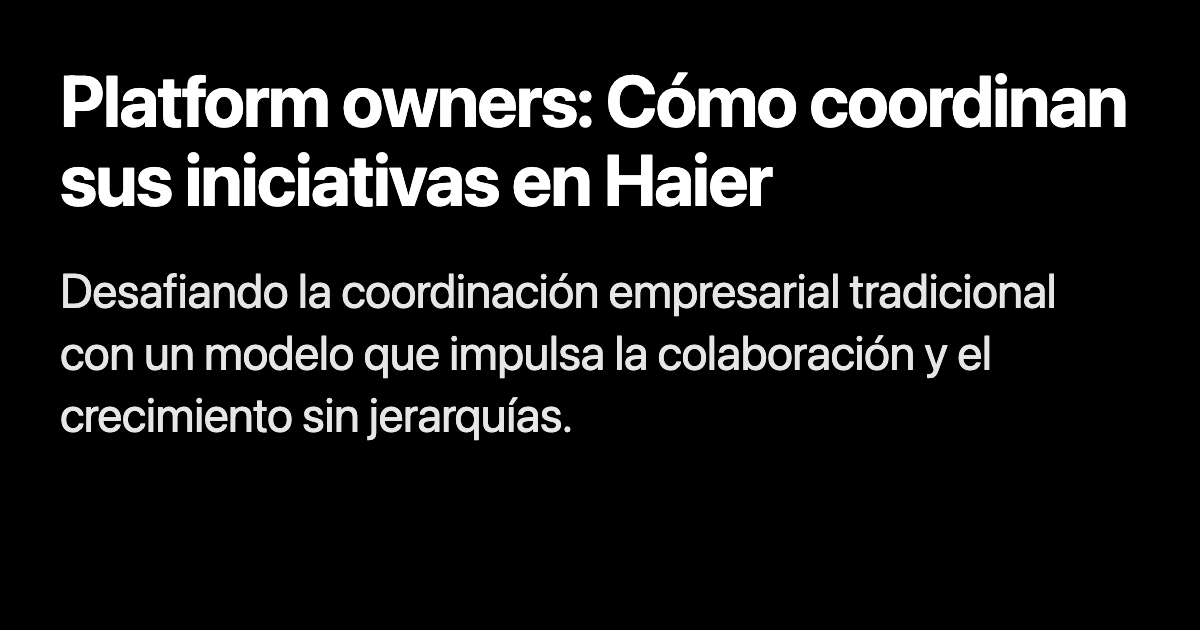 Platform owners: Cómo coordinan
sus iniciativas en Haier
Desafiando la coordinación empresarial tradicional
con un modelo que impulsa la colaboración y el
crecimiento sin jerarquías.